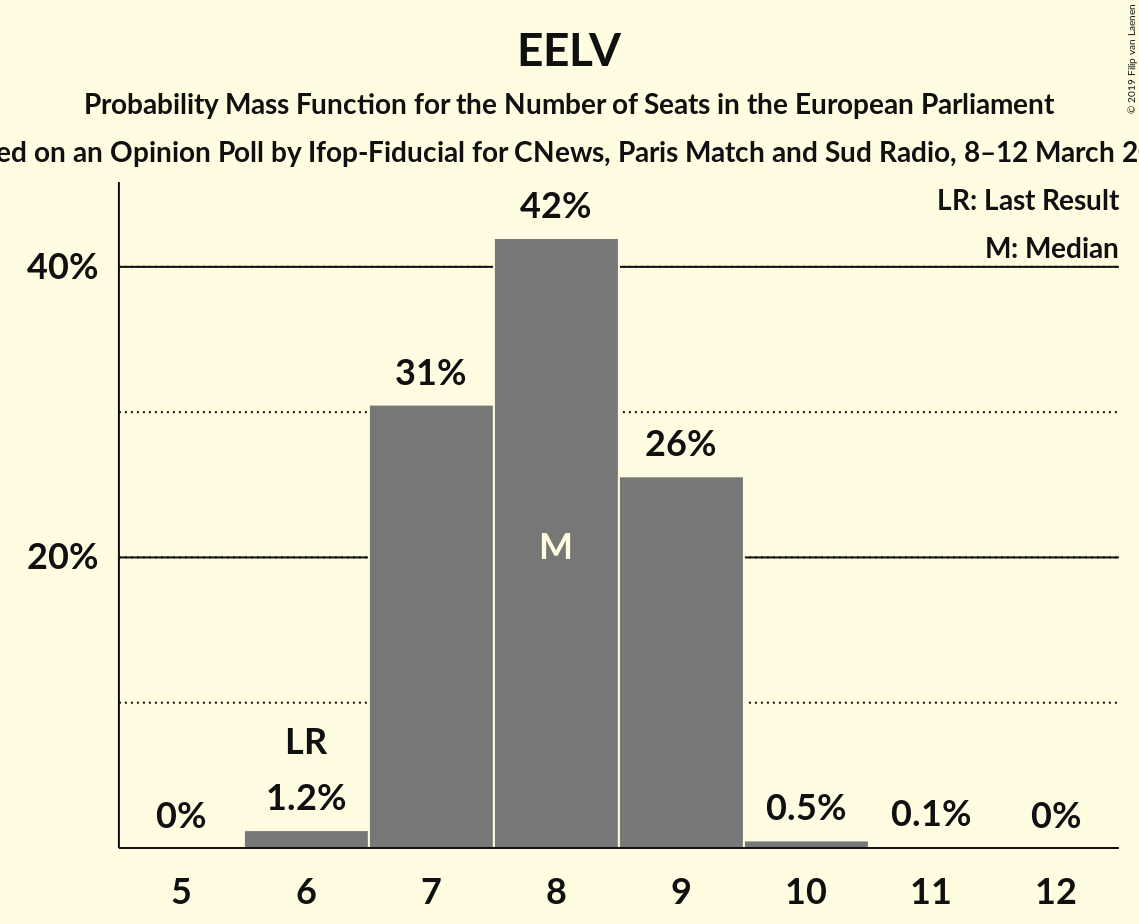 EELV
Probability Mass Function for the Number of Seats in the European Parliament
on an Opinion Poll by Ifop-Fiducial for CNews, Paris Match and Sud Radio, 8–12 March
© 2019 Filip van Laenen
LR: Last Result
M: Median
42%
40%
31%
26%
M
20%
LR
1.2%
0%
0.5%
0.1%
0%
5 6 7 8 9 10 11 12